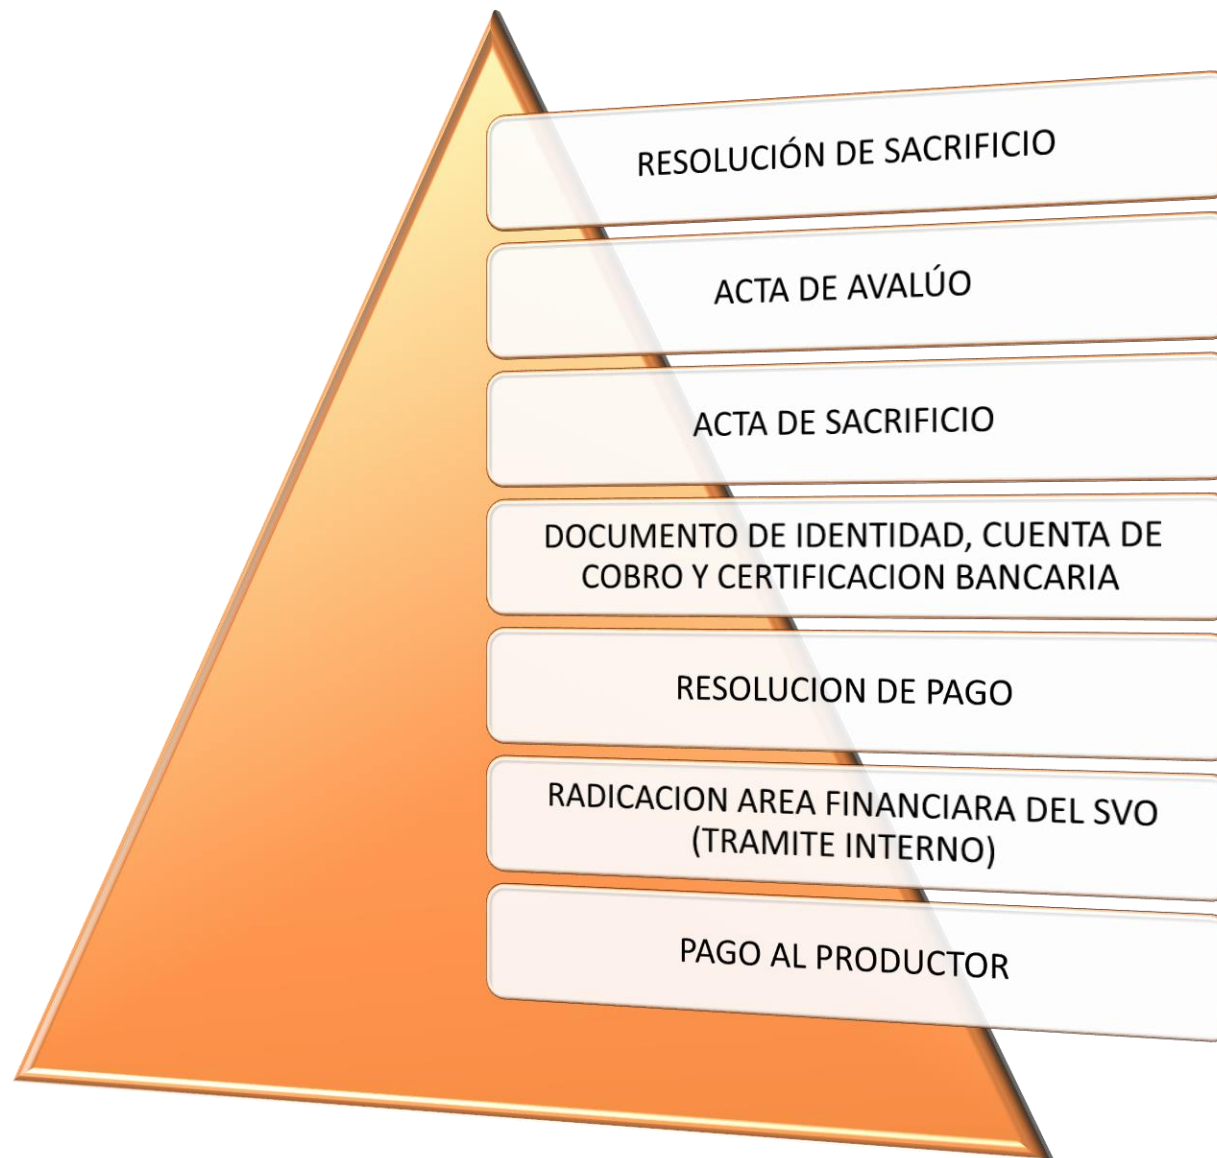 RESOLUCIÓN DE SACRIFICIO
ACTA DE AVALÚO
ACTA DE SACRIFICIO
DOCUMENTO DE IDENTIDAD, CUENTA DE
COBRO Y CERTIFICACION BANCARIA
RESOLUCION DE PAGO
RADICACION AREA FINANCIARA DEL SVO
(TRAMITE INTERNO)
PAGO AL PRODUCTOR